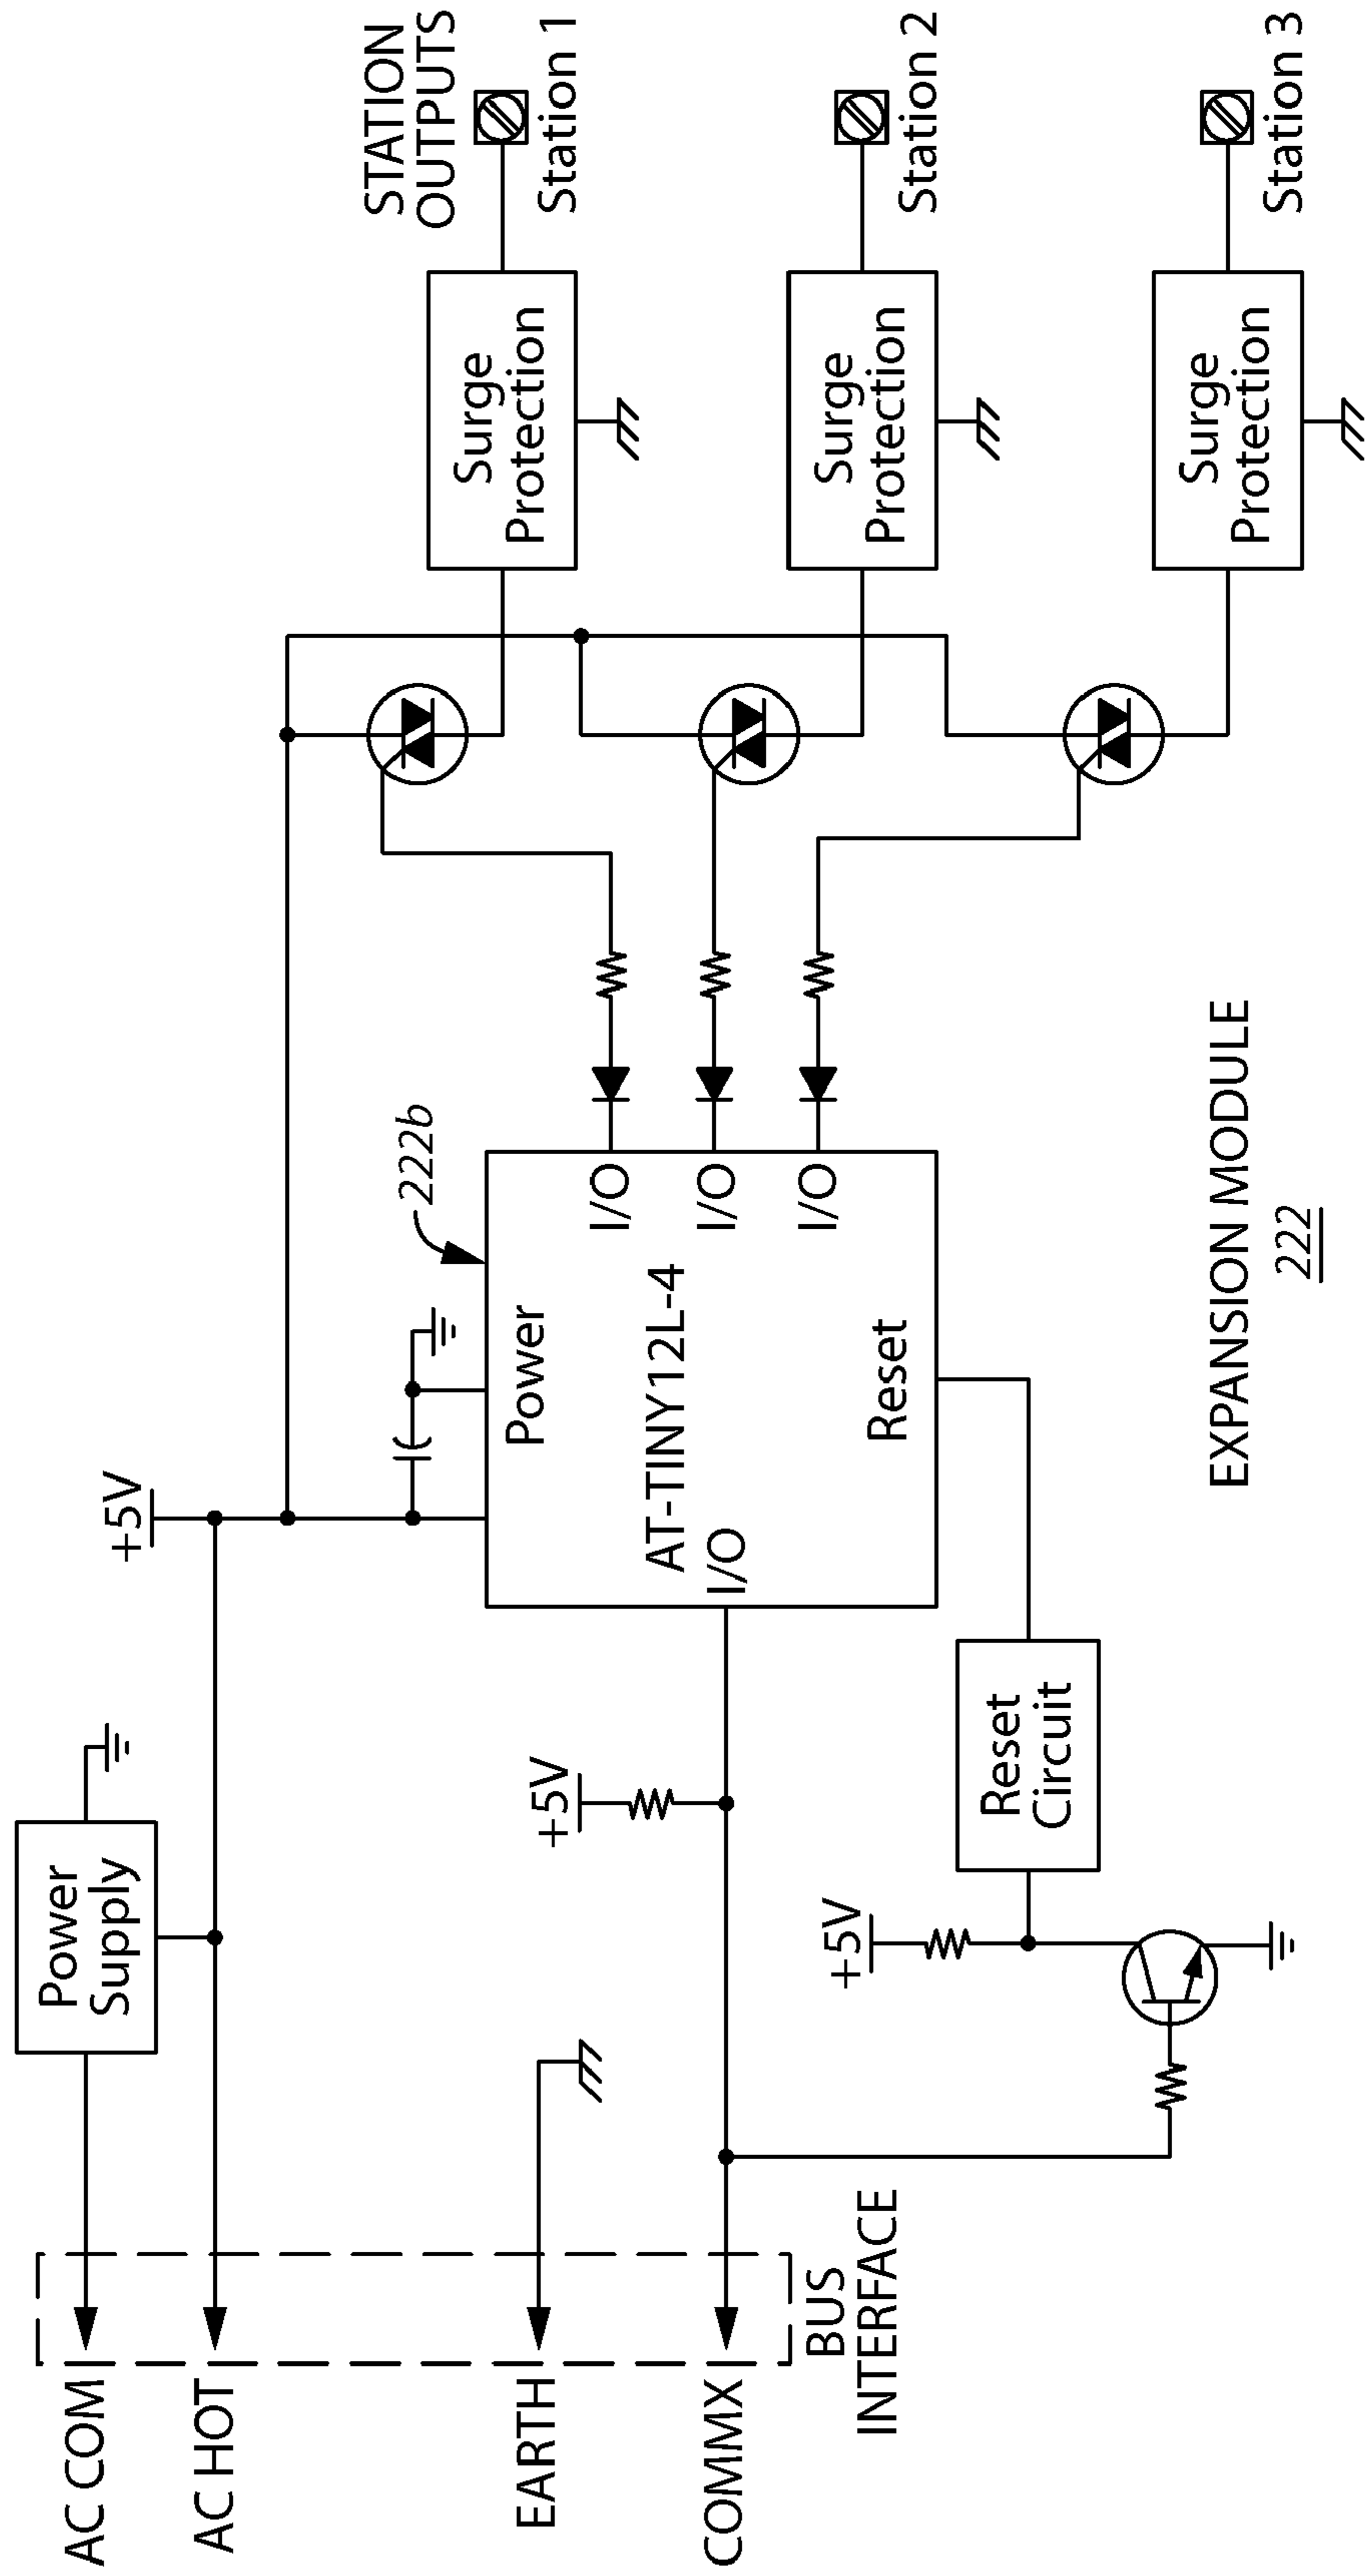 AC COM
AC HOT
EARTH
COMMX
BUS
INTERFACE
Power
Supply
+5V
+5V
+5V
Reset
Circuit
222b
Power
AT-TINY12L-4
I/O
I/O
I/O
I/O
Reset
Surge
Protection
Surge
Protection
Surge
Protection
STATION
OUTPUTS
Station 1
Station 2
Station 3
EXPANSION MODULE
222